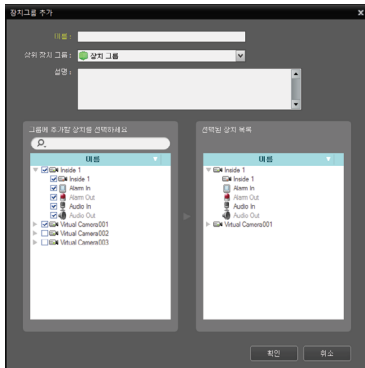 장치그룹 추가
이름 :
상위 장치 그룹 : 장치 그룹
설명 :
그룹에 추가할 장치를 선택하세요
이름
Inside 1
Inside 1
Alarm In
Alarm Out
Audio In
Audio Out
Virtual Camera001
Virtual Camera002
Virtual Camera003
선택된 장치 목록
이름
Inside 1
Inside 1
Alarm In
Alarm Out
Audio In
Audio Out
Virtual Camera001
확인
취소